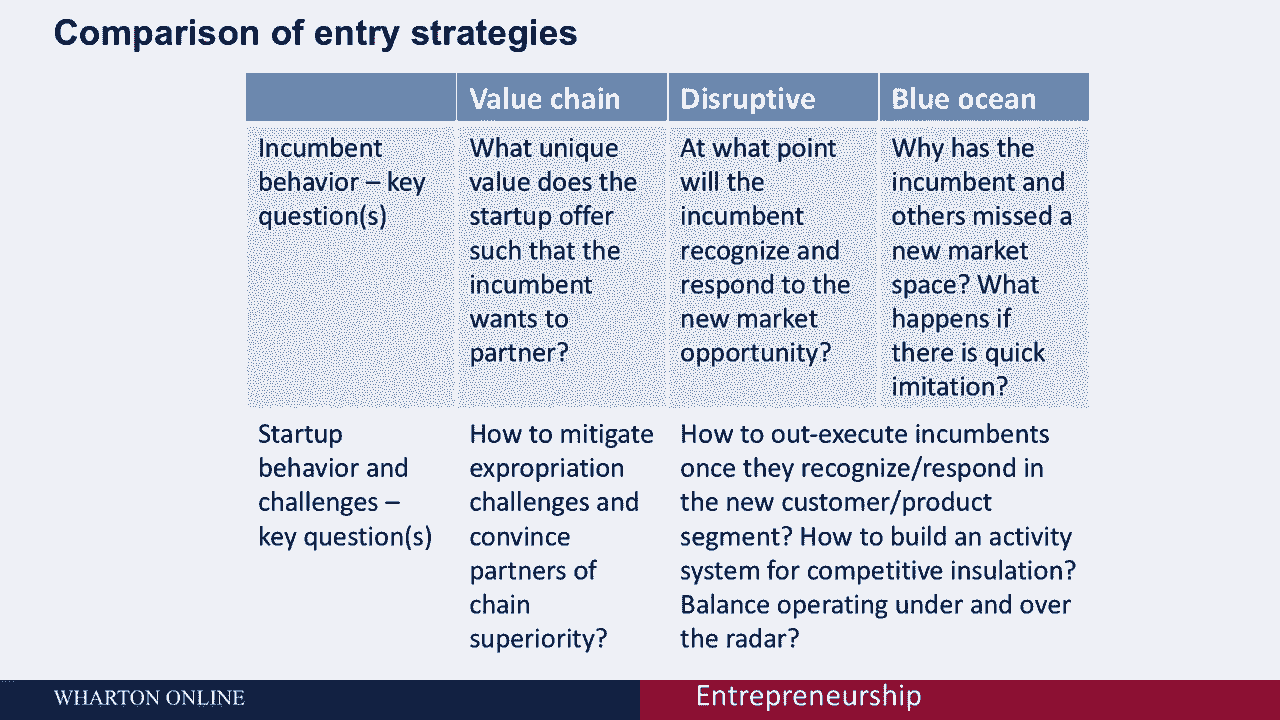 Comparison of entry strategies
Value chain
Disruptive
Blue ocean
Incumbent
behavior – key
question(s)
What unique
value does the
startup offer
such that the
incumbent
wants to
partner?
At what point
will the
incumbent
recognize and
respond to the
new market
opportunity?
Why has the
incumbent and
others missed a
new market
space? What
happens if
there is quick
imitation?
Startup
behavior and
challenges –
key question(s)
How to mitigate
expropriation
challenges and
convince
partners of
chain
superiority?
How to out-execute incumbents
once they recognize/respond in
the new customer/product
segment? How to build an activity
system for competitive insulation?
Balance operating under and over
the radar?
WHARTON ONLINE
Entrepreneurship